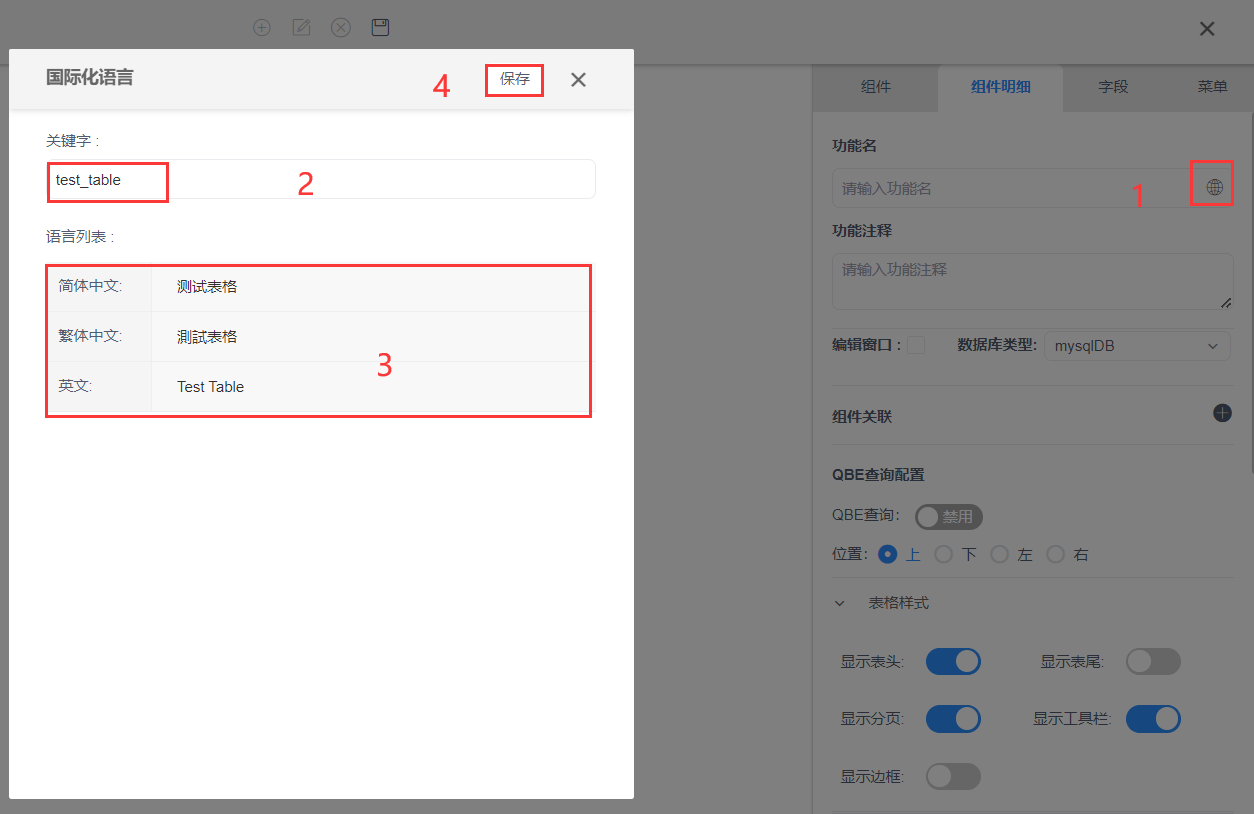 国际化语言
4
保存
关键字 :
test_table
2
语言列表 :
简体中文: 测试表格
繁体中文: 測試表格
英文: Test Table
3
组件 组件明细 字段 菜单
功能名
请输入功能名
1
功能注释
请输入功能注释
编辑窗口 : 数据库类型: mysqlDB
组件关联
QBE查询配置
QBE查询: 禁用
位置: 上 下 左 右
表格样式
显示表头: 显示表尾:
显示分页: 显示工具栏:
显示边框: